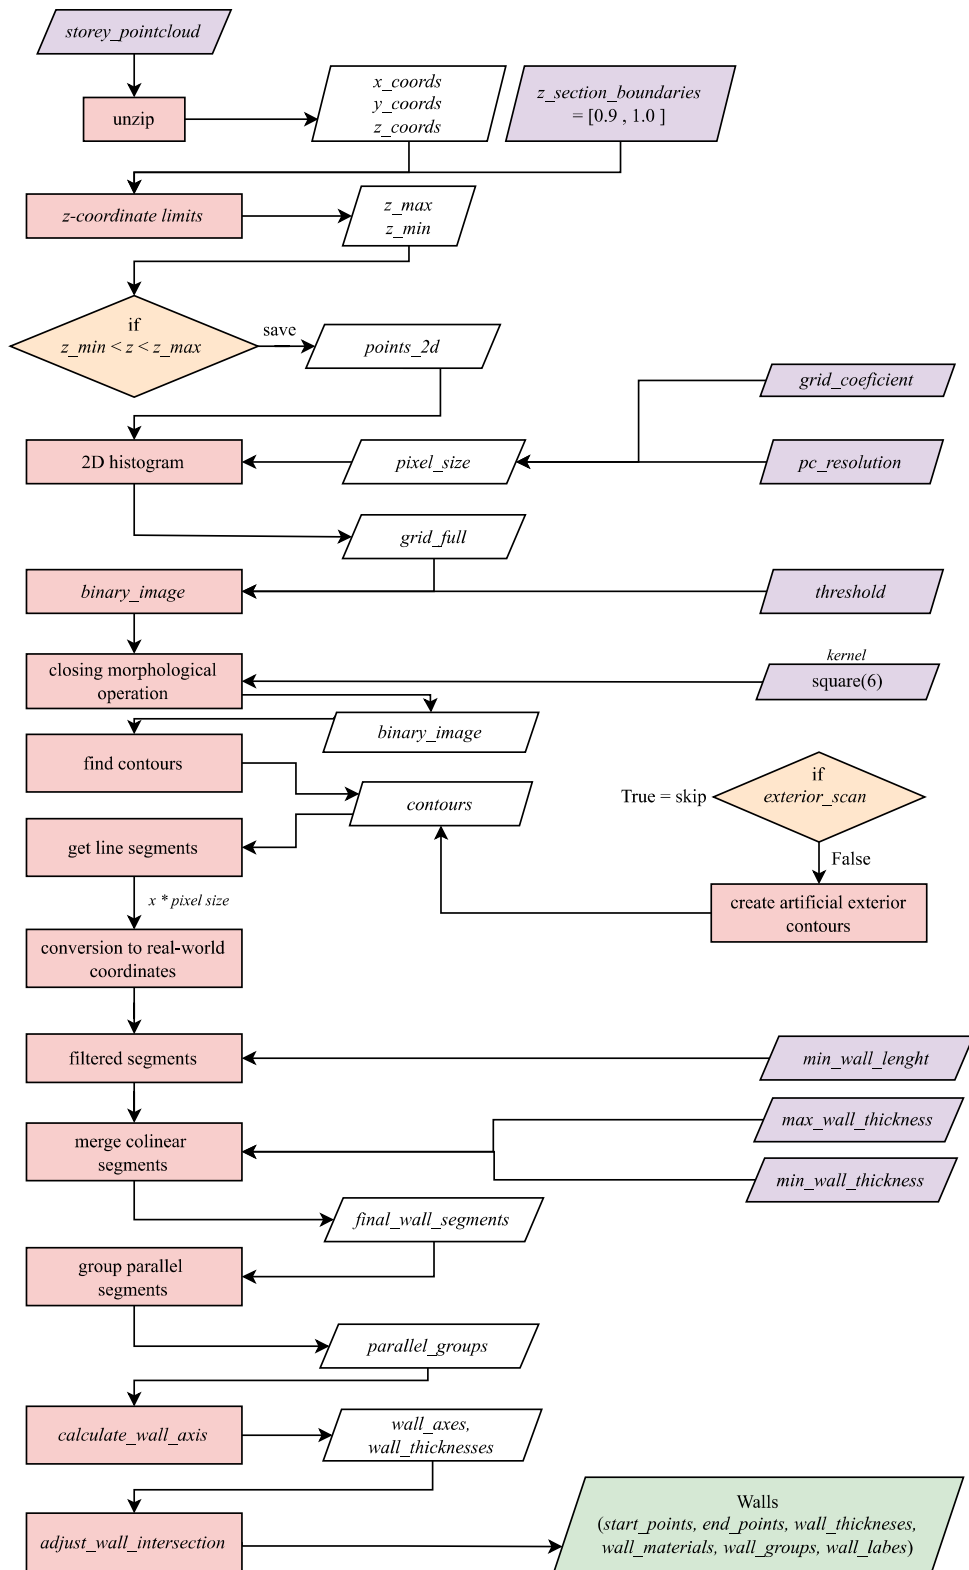 storey_pointcloud
unzip
x_coords
y_coords
z_coords
z_section_boundaries
= [0.9 , 1.0 ]
z-coordinate limits
z_max
z_min
if
z_min < z < z_max
save
points_2d
grid_coeficient
2D histogram
pixel_size
pc_resolution
grid_full
binary_image
threshold
closing morphological
operation
kernel
square(6)
binary_image
find contours
if
exterior_scan
True = skip
False
contours
get line segments
create artificial exterior
contours
x * pixel size
conversion to real-world
coordinates
filtered segments
min_wall_lenght
max_wall_thickness
merge colinear
segments
min_wall_thickness
final_wall_segments
group parallel
segments
parallel_groups
calculate_wall_axis
wall_axes,
wall_thicknesses
adjust_wall_intersection
Walls
(start_points, end_points, wall_thickneses,
wall_materials, wall_groups, wall_labes)